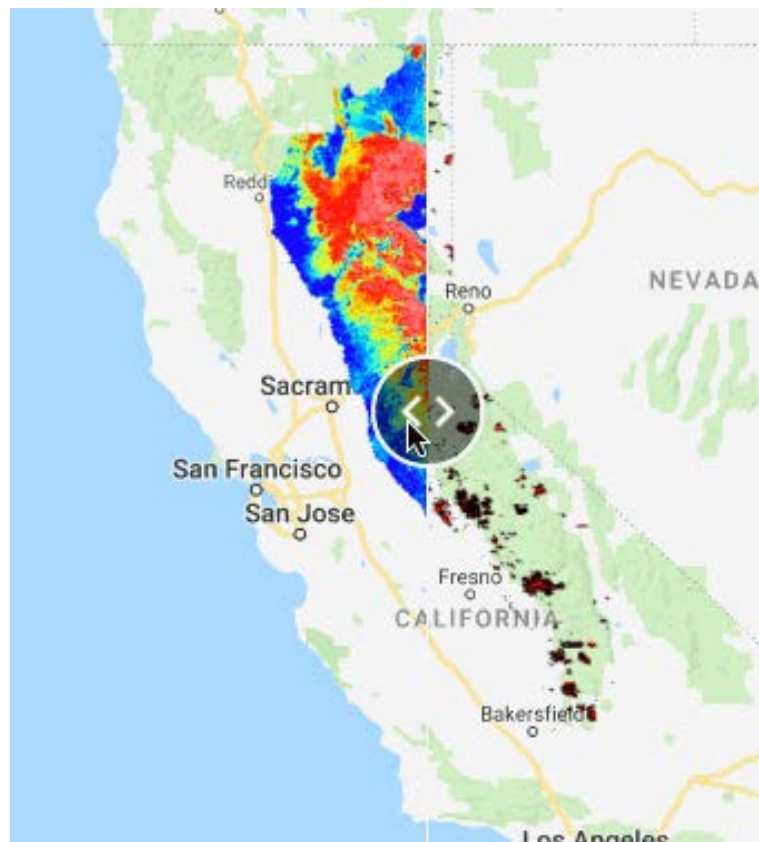 Reddi
Reno
NEVADA
Sacram
San Francisco
San Jose
Fresno
CALIFORNIA
Bakersfield
Los Angeles